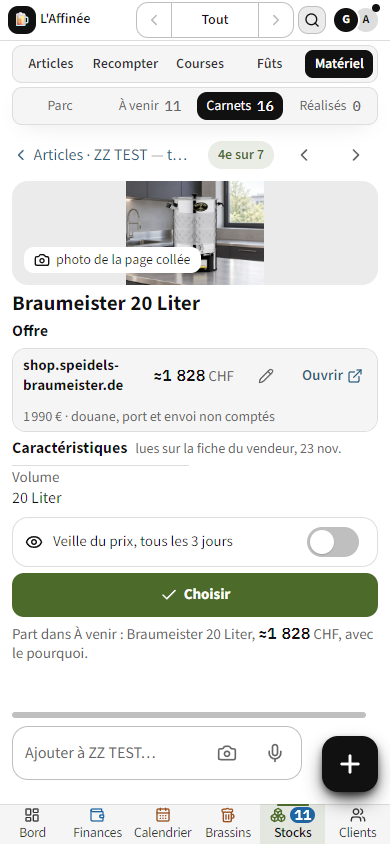 L'Affinée
Tout
G
A
Articles
Recompter
Courses
Fûts
Matériel
Parc
À venir 11
Carnets 16
Réalisés 0
Articles · ZZ TEST — t…
4e sur 7
photo de la page collée
Braumeister 20 Liter
Offre
shop.speidels-
braumeister.de
≈1 828 CHF
Ouvrir
1 990 € · douane, port et envoi non comptés
Caractéristiques lues sur la fiche du vendeur, 23 nov.
Volume
20 Liter
Veille du prix, tous les 3 jours
Choisir
Part dans À venir : Braumeister 20 Liter, ≈1 828 CHF, avec
le pourquoi.
Ajouter à ZZ TEST…
11
Bord
Finances
Calendrier
Brassins
Stocks
Clients